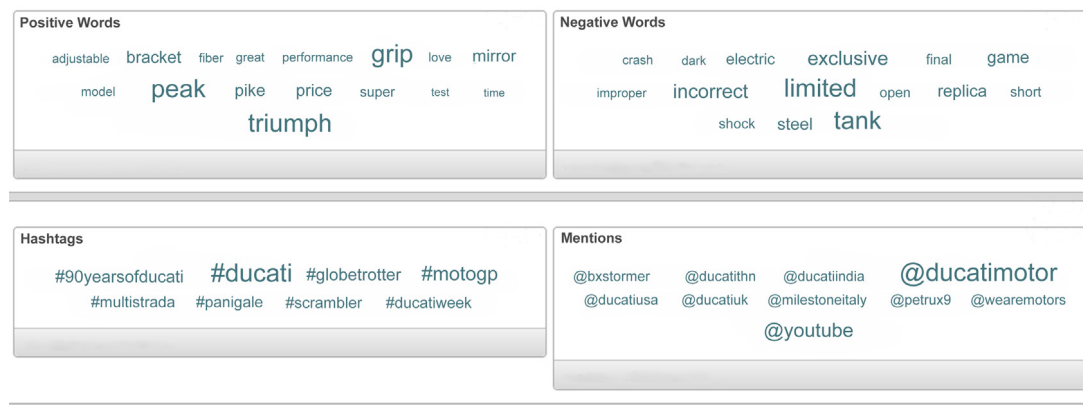 Positive Words
adjustable bracket fiber great performance grip love mirror
model peak pike price super test time
triumph
Negative Words
crash dark electric exclusive final game
improper incorrect limited open replica short
shock steel tank
Hashtags
#90yearsofducati #ducati #globetrotter #motogp
#multistrada #panigale #scrambler #ducatiweek
Mentions
@bxstormer @ducatithn @ducatiindia @ducatimotor
@ducatiusa @ducatiuk @milestoneitaly @petrux9 @wearemotors
@youtube